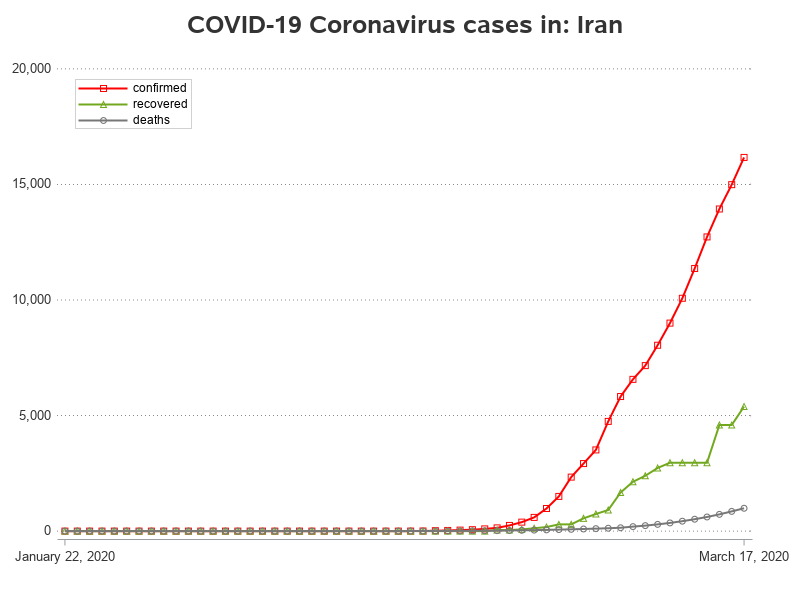 COVID-19 Coronavirus cases in: Iran
20,000
confirmed
recovered
deaths
15,000
10,000
5,000
0
January 22, 2020
March 17, 2020